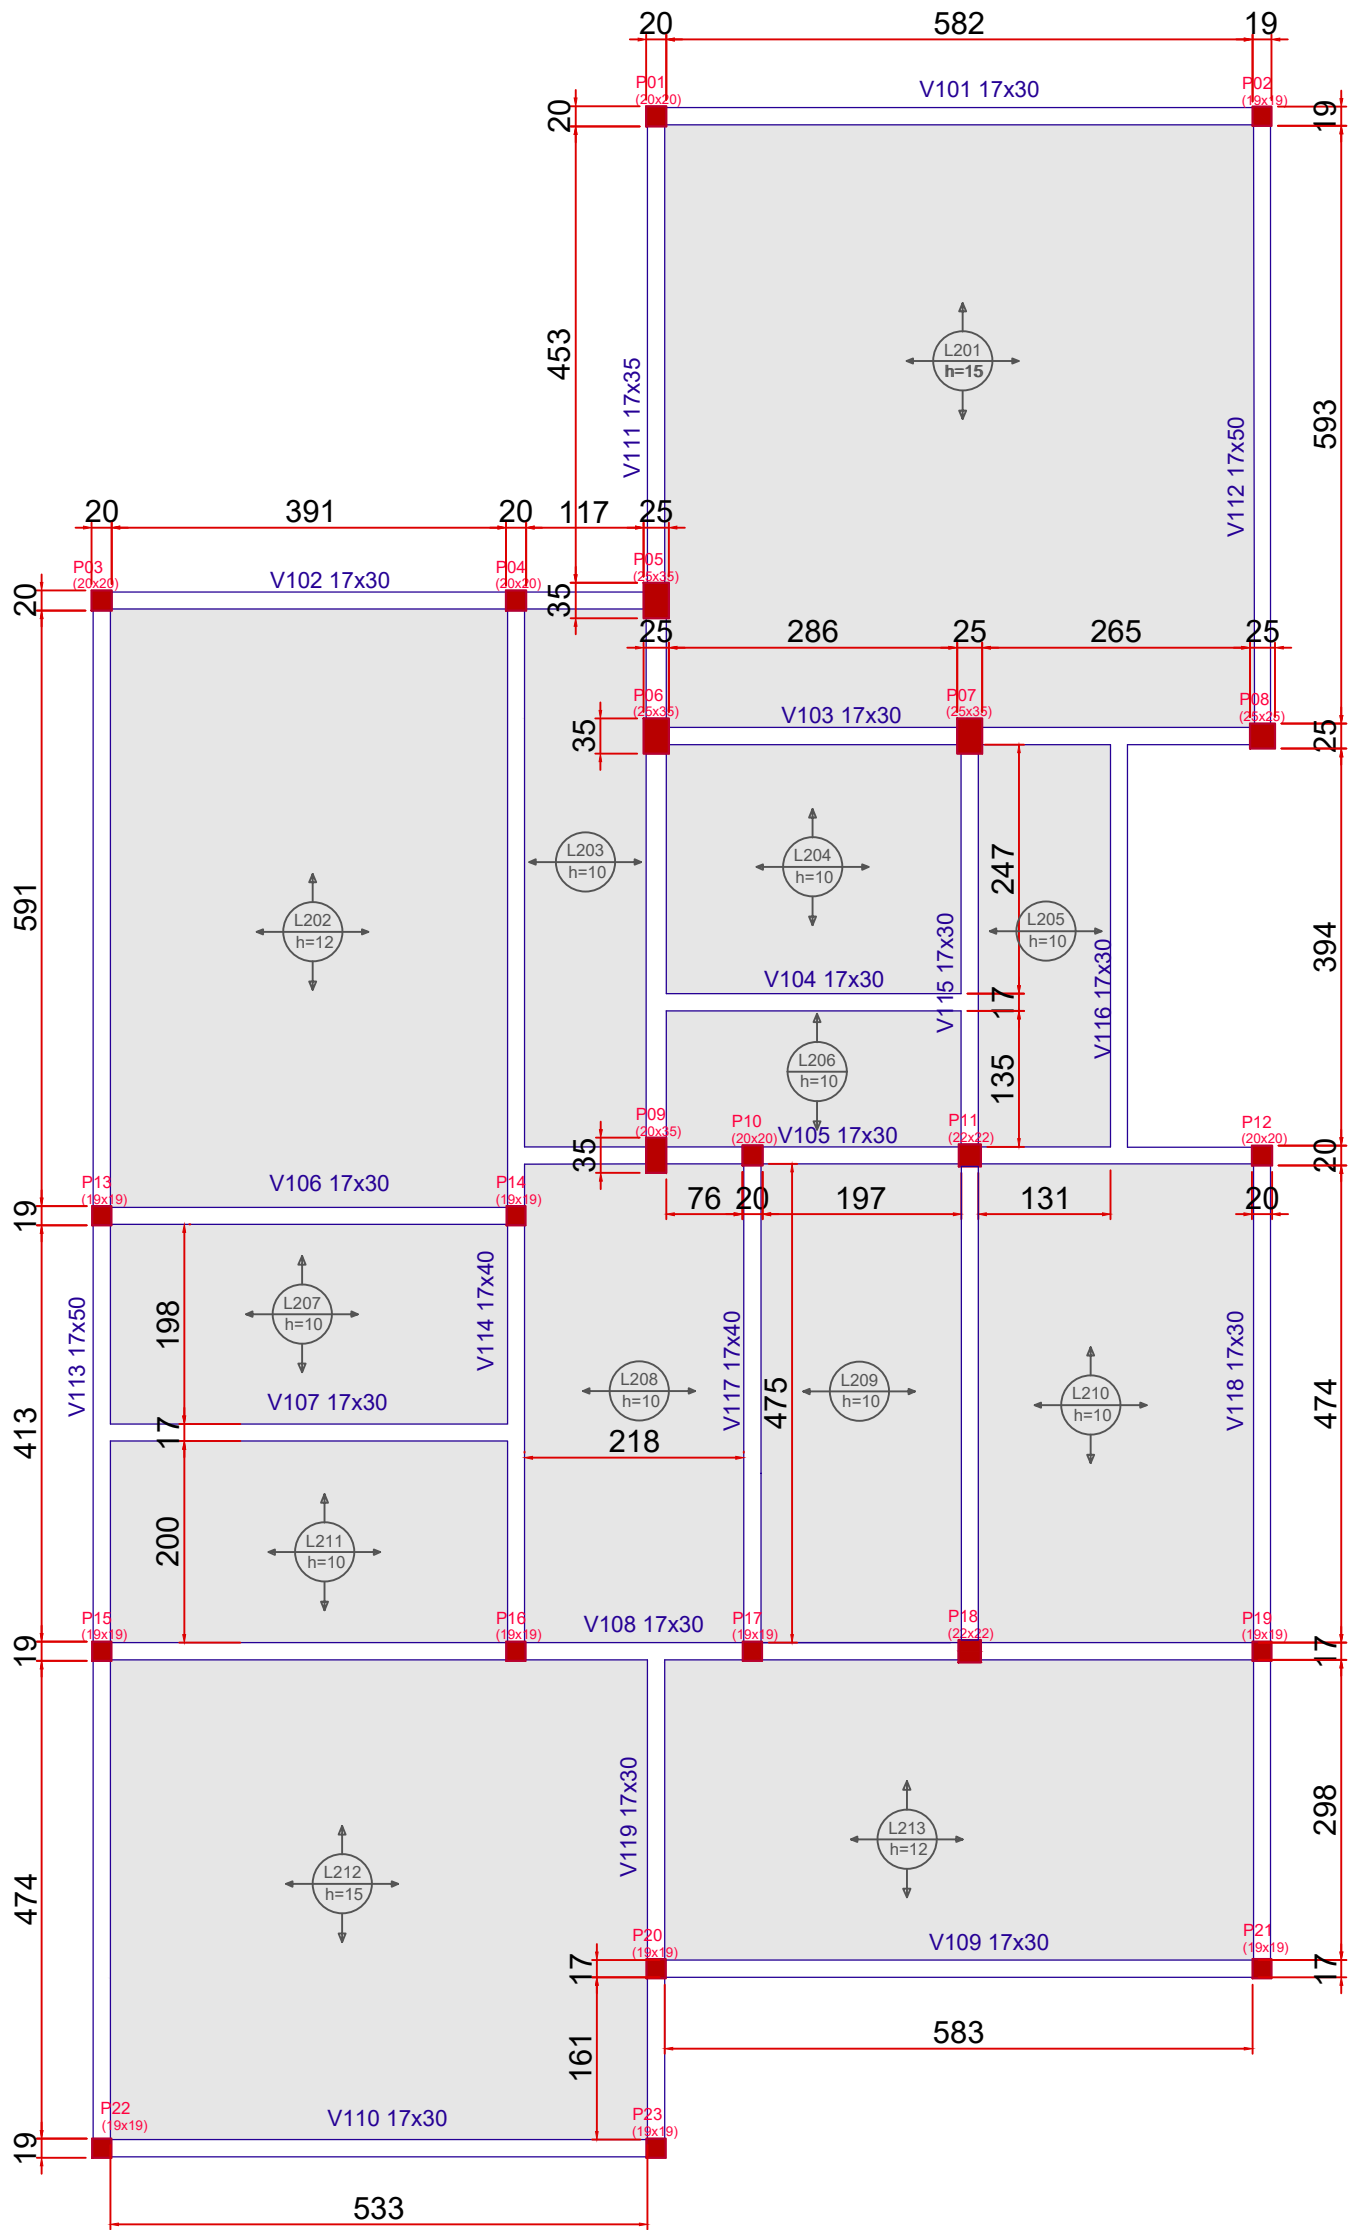 20
582
19
P01
(20x20)
V101 17x30
P02
(19x19)
20
19
453
L201
h=15
V111 17x35
593
V112 17x50
20
391
20
117
25
P03
(20x20)
V102 17x30
P04
(20x20)
P05
(25x35)
20
35
25
286
25
265
25
P06
(25x35)
V103 17x30
P07
(25x35)
P08
(25x25)
35
25
L203
h=10
L204
h=10
247
591
L202
h=12
L205
h=10
394
V104 17x30
V115 17x30
17
V116 17x30
L206
h=10
135
P09
(20x35)
P10
(20x20)
V105 17x30
P11
(22x22)
P12
(20x20)
35
20
P13
(19x19)
V106 17x30
P14
(19x19)
76
20
197
131
20
19
198
L207
h=10
V114 17x40
V113 17x50
V107 17x30
L208
h=10
V117 17x40
475
L209
h=10
L210
h=10
V118 17x30
474
413
17
218
200
L211
h=10
P15
(19x19)
P16
(19x19)
V108 17x30
P17
(19x19)
P18
(22x22)
P19
(19x19)
19
17
V119 17x30
L213
h=12
298
474
L212
h=15
P20
(19x19)
V109 17x30
P21
(19x19)
17
17
583
161
P22
(19x19)
V110 17x30
P23
(19x19)
19
533